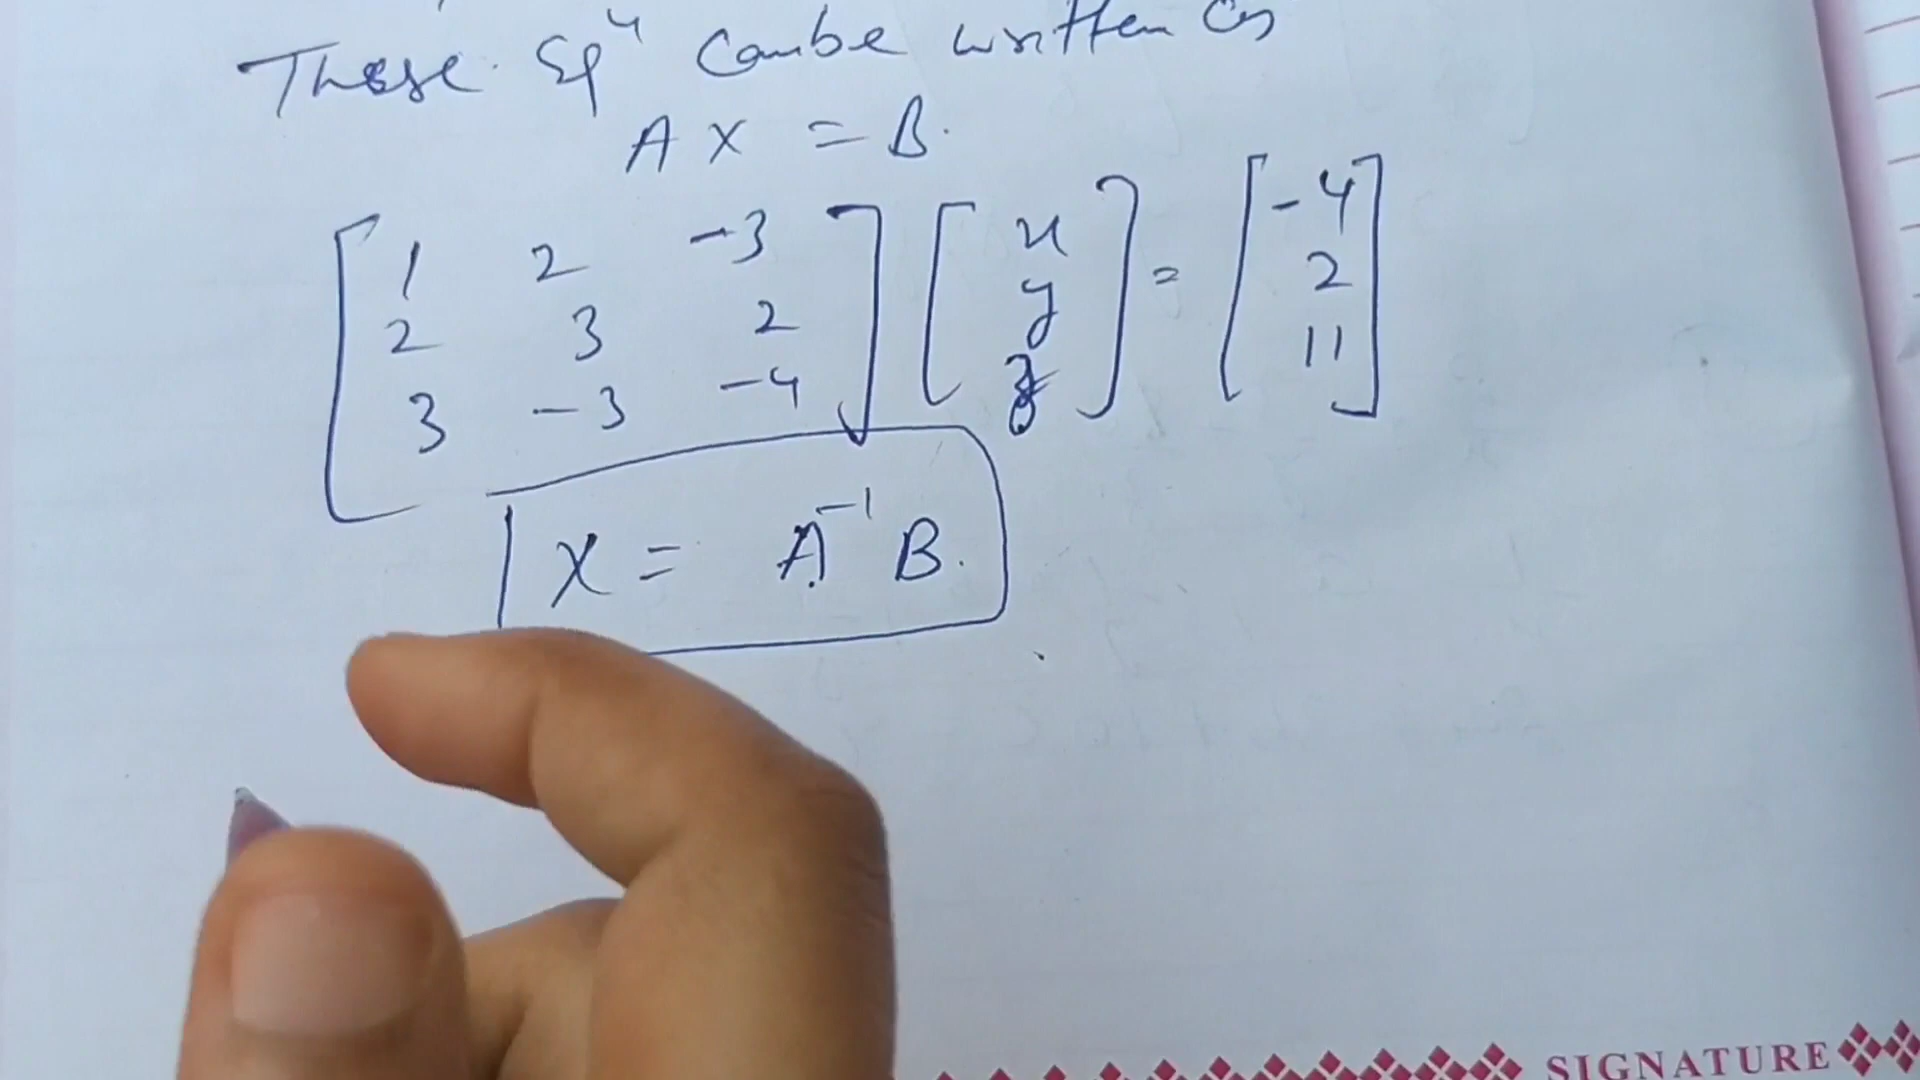 These Eqn can be written as
A X = B.
[ 1 2 -3 ] [ x ] = [ -4 ]
[ 2 3 2 ] [ y ] [ 2 ]
[ 3 -3 -4 ] [ z ] [ 11 ]
X = A⁻¹ B.
SIGNATURE